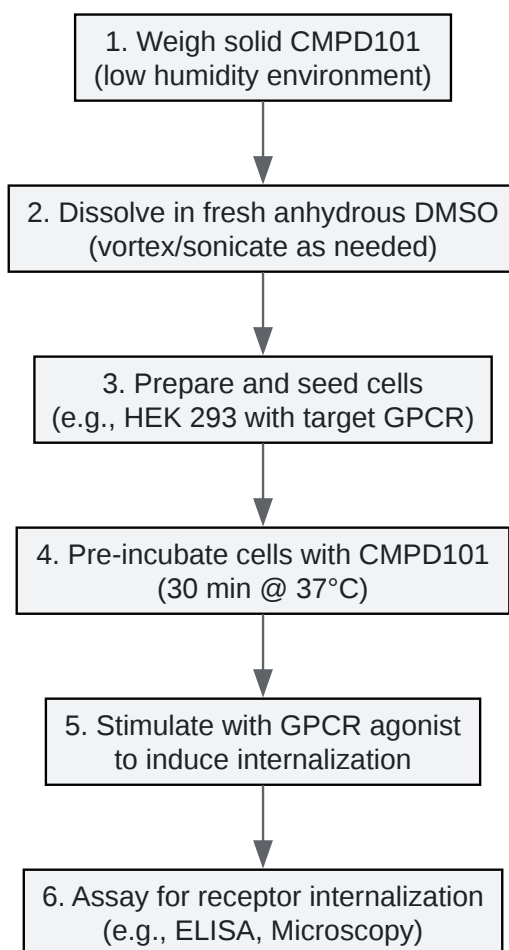 1. Weigh solid CMPD101
(low humidity environment)
2. Dissolve in fresh anhydrous DMSO
(vortex/sonicate as needed)
3. Prepare and seed cells
(e.g., HEK 293 with target GPCR)
4. Pre-incubate cells with CMPD101
(30 min @ 37°C)
5. Stimulate with GPCR agonist
to induce internalization
6. Assay for receptor internalization
(e.g., ELISA, Microscopy)